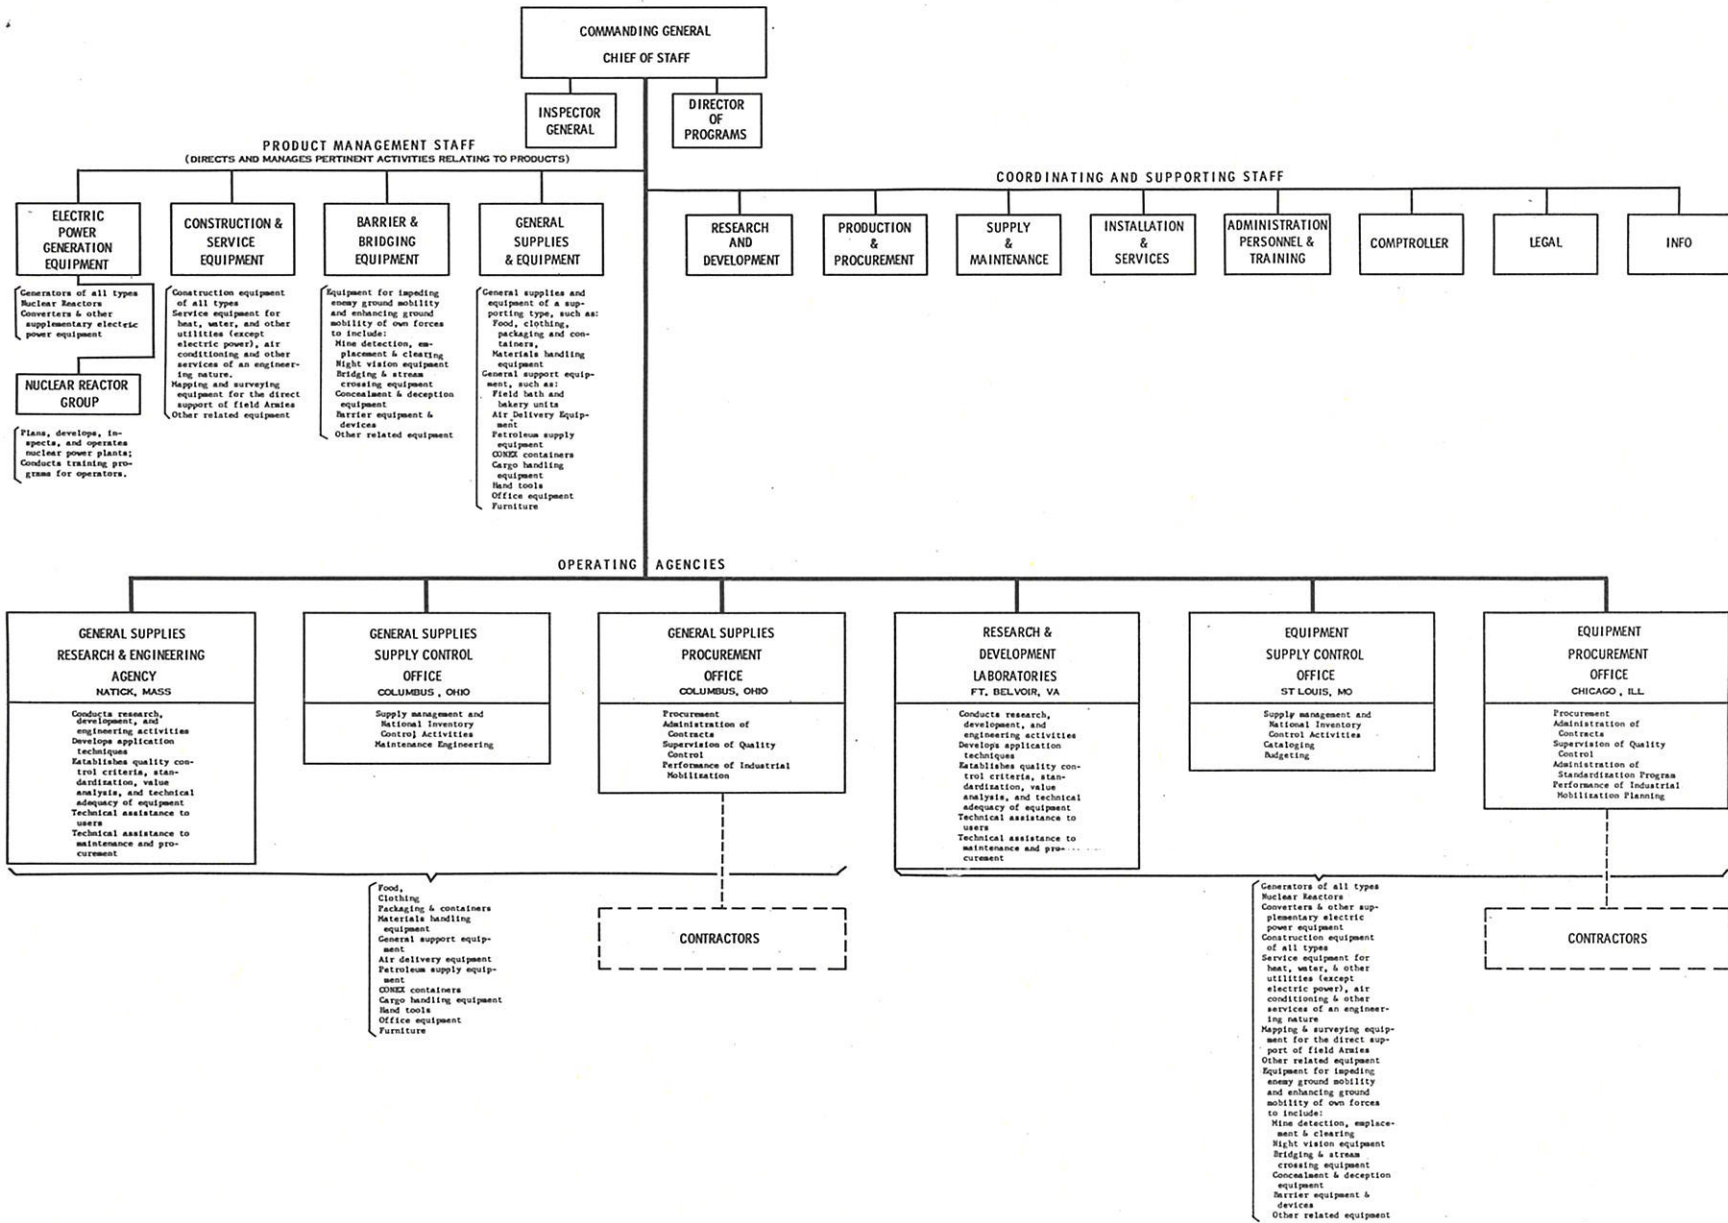 COMMANDING GENERAL
CHIEF OF STAFF
INSPECTOR
GENERAL
DIRECTOR
OF
PROGRAMS
PRODUCT MANAGEMENT STAFF
(DIRECTS AND MANAGES PERTINENT ACTIVITIES RELATING TO PRODUCTS)
ELECTRIC
POWER
GENERATION
EQUIPMENT
Generators of all types
Nuclear Reactors
Converters & other
supplementary electric
power equipment
NUCLEAR REACTOR
GROUP
Plans, develops, in-
spects, and operates
nuclear power plants;
Conducts training pro-
grams for operators.
CONSTRUCTION &
SERVICE
EQUIPMENT
Construction equipment
of all types
Service equipment for
heat, water, and other
utilities (except
electric power), air
conditioning and other
services of an engineer-
ing nature.
Mapping and surveying
equipment for the direct
support of field Armies
Other related equipment
BARRIER &
BRIDGING
EQUIPMENT
Equipment for impeding
enemy ground mobility
and enhancing ground
mobility of own forces
to include:
Mine detection, em-
placement & clearing
Night vision equipment
Bridging & stream
crossing equipment
Concealment & deception
equipment
Barrier equipment &
devices
Other related equipment
GENERAL
SUPPLIES
& EQUIPMENT
General supplies and
equipment of a sup-
porting type, such as:
Food, clothing,
packaging and con-
tainers,
Materials handling
equipment
General support equip-
ment, such as:
Field bath and
bakery units
Air Delivery Equip-
ment
Petroleum supply
equipment
CONEX containers
Cargo handling
equipment
Hand tools
Office equipment
Furniture
COORDINATING AND SUPPORTING STAFF
RESEARCH
AND
DEVELOPMENT
PRODUCTION
&
PROCUREMENT
SUPPLY
&
MAINTENANCE
INSTALLATION
&
SERVICES
ADMINISTRATION
PERSONNEL &
TRAINING
COMPTROLLER
LEGAL
INFO
OPERATING AGENCIES
GENERAL SUPPLIES
RESEARCH & ENGINEERING
AGENCY
NATICK, MASS
Conducts research,
development, and
engineering activities
Develops application
techniques
Establishes quality con-
trol criteria, stan-
dardization, value
analysis, and technical
adequacy of equipment
Technical assistance to
users
Technical assistance to
maintenance and pro-
curement
GENERAL SUPPLIES
SUPPLY CONTROL
OFFICE
COLUMBUS, OHIO
Supply management and
National Inventory
Control Activities
Maintenance Engineering
GENERAL SUPPLIES
PROCUREMENT
OFFICE
COLUMBUS, OHIO
Procurement
Administration of
Contracts
Supervision of Quality
Control
Performance of Industrial
Mobilization
Food,
Clothing
Packaging & containers
Materials handling
equipment
General support equip-
ment
Air delivery equipment
Petroleum supply equip-
ment
CONEX containers
Cargo handling equipment
Hand tools
Office equipment
Furniture
CONTRACTORS
RESEARCH &
DEVELOPMENT
LABORATORIES
FT. BELVOIR, VA
Conducts research,
development, and
engineering activities
Develops application
techniques
Establishes quality con-
trol criteria, stan-
dardization, value
analysis, and technical
adequacy of equipment
Technical assistance to
users
Technical assistance to
maintenance and pro-
curement
EQUIPMENT
SUPPLY CONTROL
OFFICE
ST LOUIS, MO
Supply management and
National Inventory
Control Activities
Cataloging
Budgeting
EQUIPMENT
PROCUREMENT
OFFICE
CHICAGO, ILL
Procurement
Administration of
Contracts
Supervision of Quality
Control
Administration of
Standardization Program
Performance of Industrial
Mobilization Planning
Generators of all types
Nuclear Reactors
Converters & other sup-
plementary electric
power equipment
Construction equipment
of all types
Service equipment for
heat, water, & other
utilities (except
electric power), air
conditioning & other
services of an engineer-
ing nature
Mapping & surveying equip-
ment for the direct sup-
port of field Armies
Other related equipment
Equipment for impeding
enemy ground mobility
and enhancing ground
mobility of own forces
to include:
Mine detection, emplace-
ment & clearing
Night vision equipment
Bridging & stream
crossing equipment
Concealment & deception
equipment
Barrier equipment &
devices
Other related equipment
CONTRACTORS